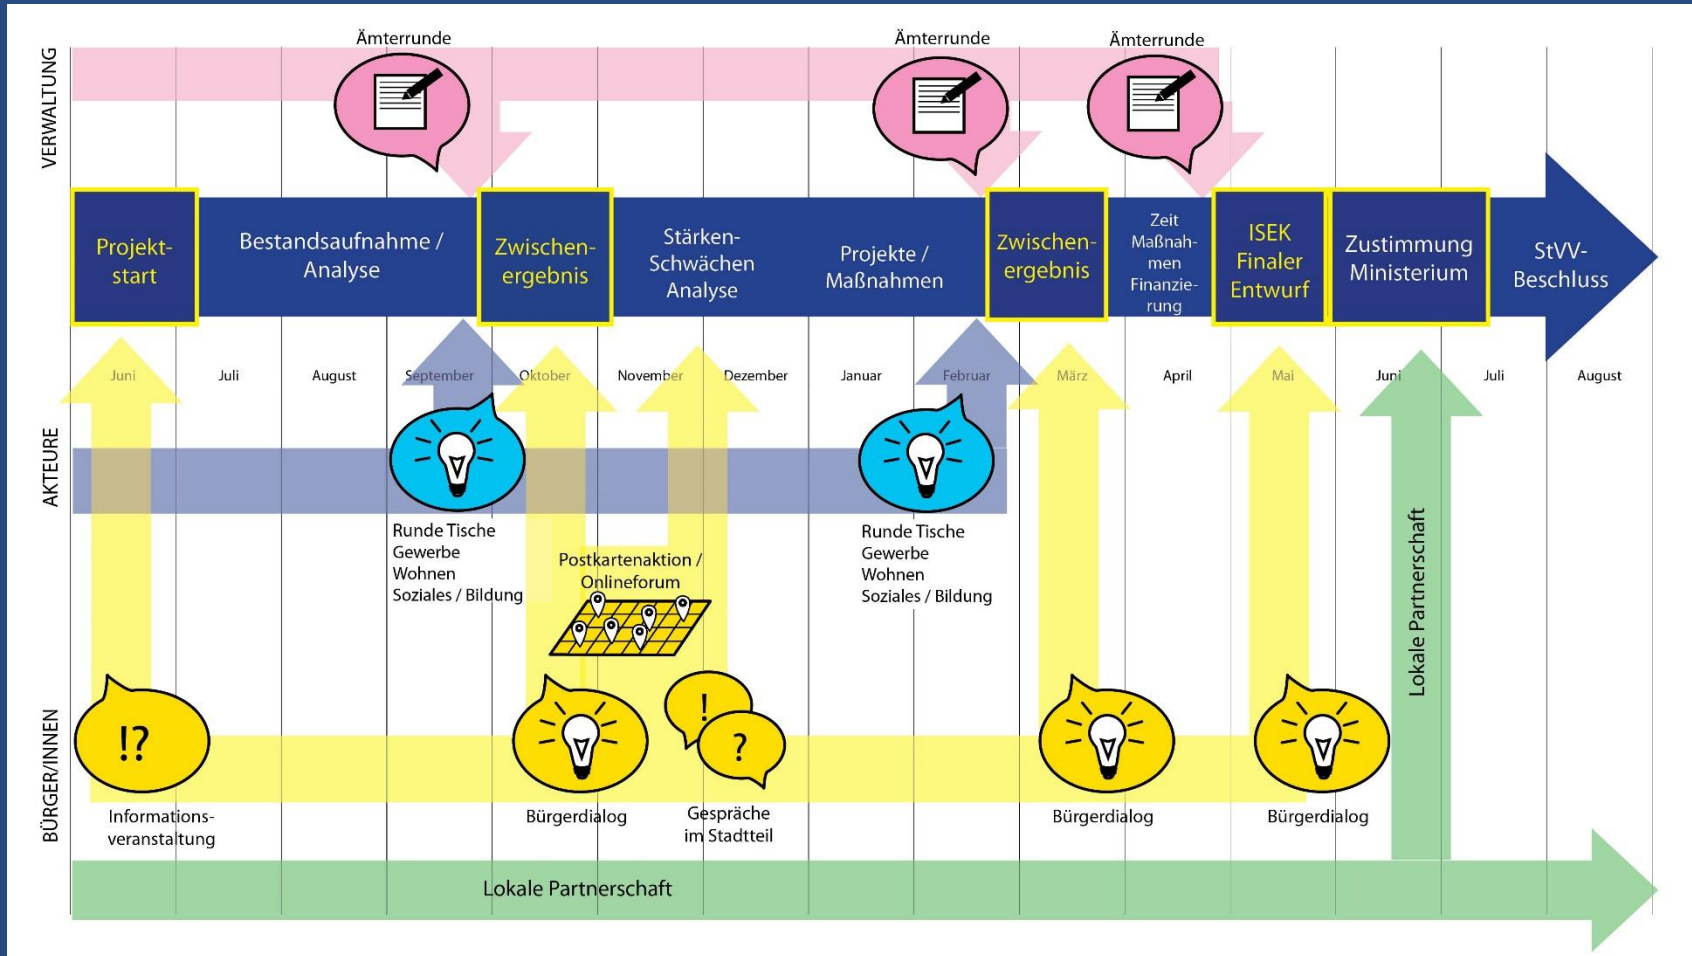 VERWALTUNG
Ämterrunde
Ämterrunde
Ämterrunde
Projekt-
start
Bestandsaufnahme /
Analyse
Zwischen-
ergebnis
Stärken-
Schwächen
Analyse
Projekte /
Maßnahmen
Zwischen-
ergebnis
Zeit
Maßnah-
men
Finanzie-
rung
ISEK
Finaler
Entwurf
Zustimmung
Ministerium
StVV-
Beschluss
Juni
Juli
August
September
Oktober
November
Dezember
Januar
Februar
März
April
Mai
Juni
Juli
August
AKTEURE
Runde Tische
Gewerbe
Wohnen
Soziales / Bildung
Postkartenaktion /
Onlineforum
Runde Tische
Gewerbe
Wohnen
Soziales / Bildung
Lokale Partnerschaft
BÜRGER/INNEN
!?
!
?
Informations-
veranstaltung
Bürgerdialog
Gespräche
im Stadtteil
Bürgerdialog
Bürgerdialog
Lokale Partnerschaft